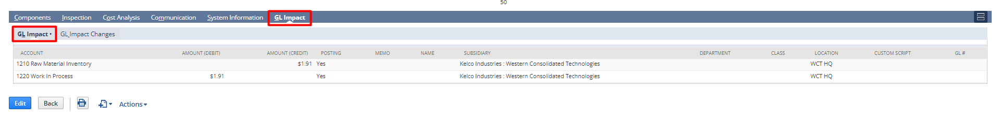 50
Components Inspection Cost Analysis Communication System Information GL Impact
GL Impact • GL Impact Changes
ACCOUNT AMOUNT (DEBIT) AMOUNT (CREDIT) POSTING MEMO NAME SUBSIDIARY DEPARTMENT CLASS LOCATION CUSTOM SCRIPT GL #
1210 Raw Material Inventory $1.91 Yes Kelco Industries : Western Consolidated Technologies WCT HQ
1220 Work In Process $1.91 Yes Kelco Industries : Western Consolidated Technologies WCT HQ
Edit Back Actions